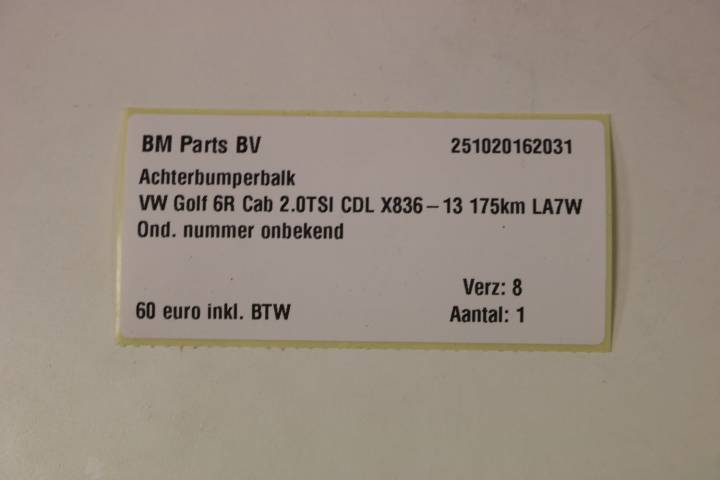 BM Parts BV 251020162031
Achterbumperbalk
VW Golf 6R Cab 2.0TSI CDL X836-13 175km LA7W
Ond. nummer onbekend
Verz: 8
60 euro inkl. BTW Aantal: 1